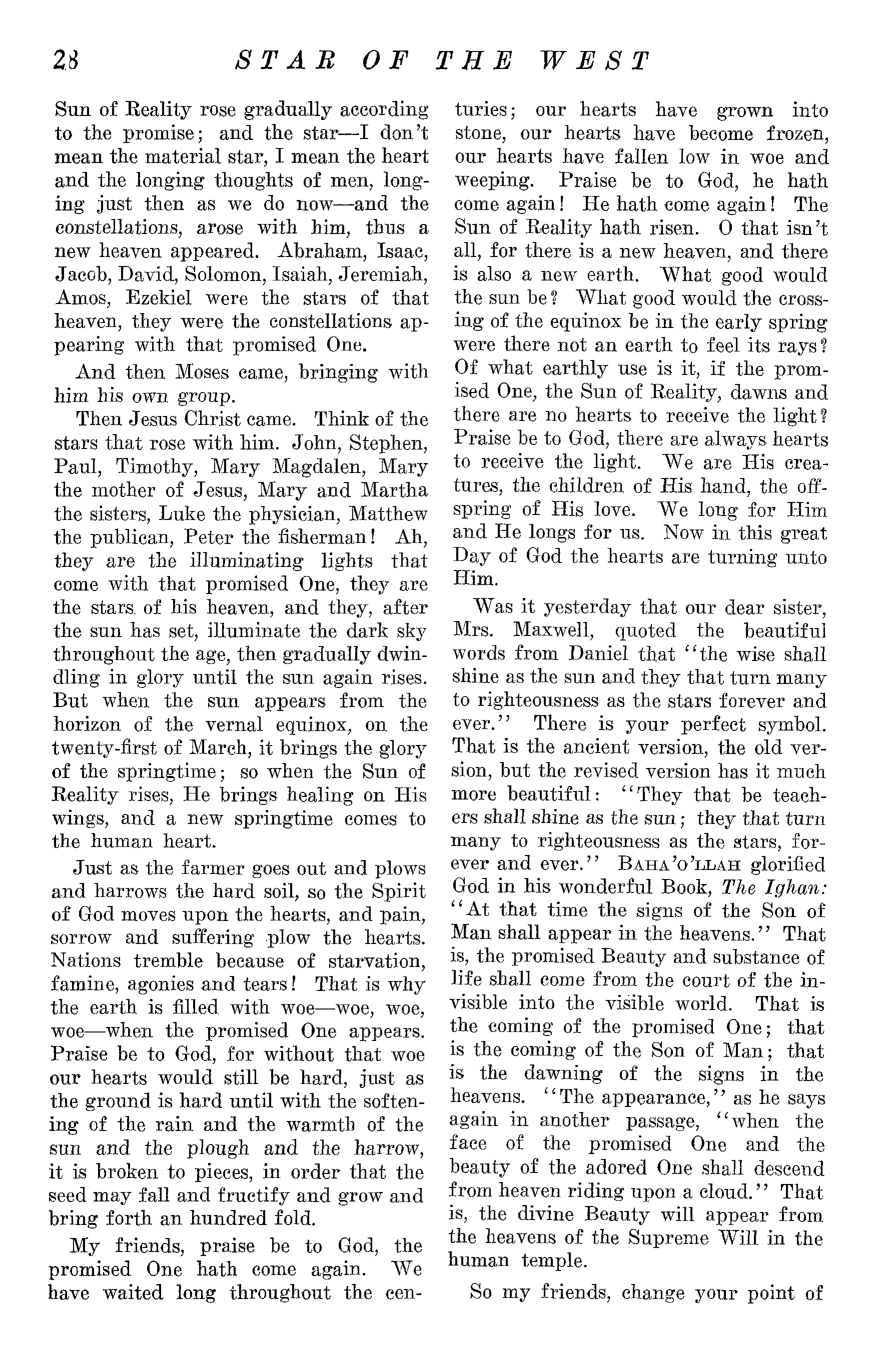 28 STAR OF THE WEST
Sun of Reality rose gradually according
to the promise; and the star—I don't
mean the material star, I mean the heart
and the longing thoughts of men, long-
ing just then as we do now—and the
constellations, arose with him, thus a
new heaven appeared. Abraham, Isaac,
Jacob, David, Solomon, Isaiah, Jeremiah,
Amos, Ezekiel were the stars of that
heaven, they were the constellations ap-
pearing with that promised One.
And then Moses came, bringing with
him his own group.
Then Jesus Christ came. Think of the
stars that rose with him. John, Stephen,
Paul, Timothy, Mary Magdalen, Mary
the mother of Jesus, Mary and Martha
the sisters, Luke the physician, Matthew
the publican, Peter the fisherman! Ah,
they are the illuminating lights that
come with that promised One, they are
the stars of his heaven, and they, after
the sun has set, illuminate the dark sky
throughout the age, then gradually dwin-
dling in glory until the sun again rises.
But when the sun appears from the
horizon of the vernal equinox, on the
twenty-first of March, it brings the glory
of the springtime; so when the Sun of
Reality rises, He brings healing on His
wings, and a new springtime comes to
the human heart.
Just as the farmer goes out and plows
and harrows the hard soil, so the Spirit
of God moves upon the hearts, and pain,
sorrow and suffering plow the hearts.
Nations tremble because of starvation,
famine, agonies and tears! That is why
the earth is filled with woe—woe, woe,
woe—when the promised One appears.
Praise be to God, for without that woe
our hearts would still be hard, just as
the ground is hard until with the soften-
ing of the rain and the warmth of the
sun and the plough and the harrow,
it is broken to pieces, in order that the
seed may fall and fructify and grow and
bring forth an hundred fold.
My friends, praise be to God, the
promised One hath come again. We
have waited long throughout the cen-
turies; our hearts have grown into
stone, our hearts have become frozen,
our hearts have fallen low in woe and
weeping. Praise be to God, he hath
come again! He hath come again! The
Sun of Reality hath risen. O that isn't
all, for there is a new heaven, and there
is also a new earth. What good would
the sun be? What good would the cross-
ing of the equinox be in the early spring
were there not an earth to feel its rays?
Of what earthly use is it, if the prom-
ised One, the Sun of Reality, dawns and
there are no hearts to receive the light?
Praise be to God, there are always hearts
to receive the light. We are His crea-
tures, the children of His hand, the off-
spring of His love. We long for Him
and He longs for us. Now in this great
Day of God the hearts are turning unto
Him.
Was it yesterday that our dear sister,
Mrs. Maxwell, quoted the beautiful
words from Daniel that "the wise shall
shine as the sun and they that turn many
to righteousness as the stars forever and
ever." There is your perfect symbol.
That is the ancient version, the old ver-
sion, but the revised version has it much
more beautiful: "They that be teach-
ers shall shine as the sun; they that turn
many to righteousness as the stars, for-
ever and ever." BAHA'O'LLAH glorified
God in his wonderful Book, The Ighan:
"At that time the signs of the Son of
Man shall appear in the heavens." That
is, the promised Beauty and substance of
life shall come from the court of the in-
visible into the visible world. That is
the coming of the promised One; that
is the coming of the Son of Man; that
is the dawning of the signs in the
heavens. "The appearance," as he says
again in another passage, "when the
face of the promised One and the
beauty of the adored One shall descend
from heaven riding upon a cloud." That
is, the divine Beauty will appear from
the heavens of the Supreme Will in the
human temple.
So my friends, change your point of